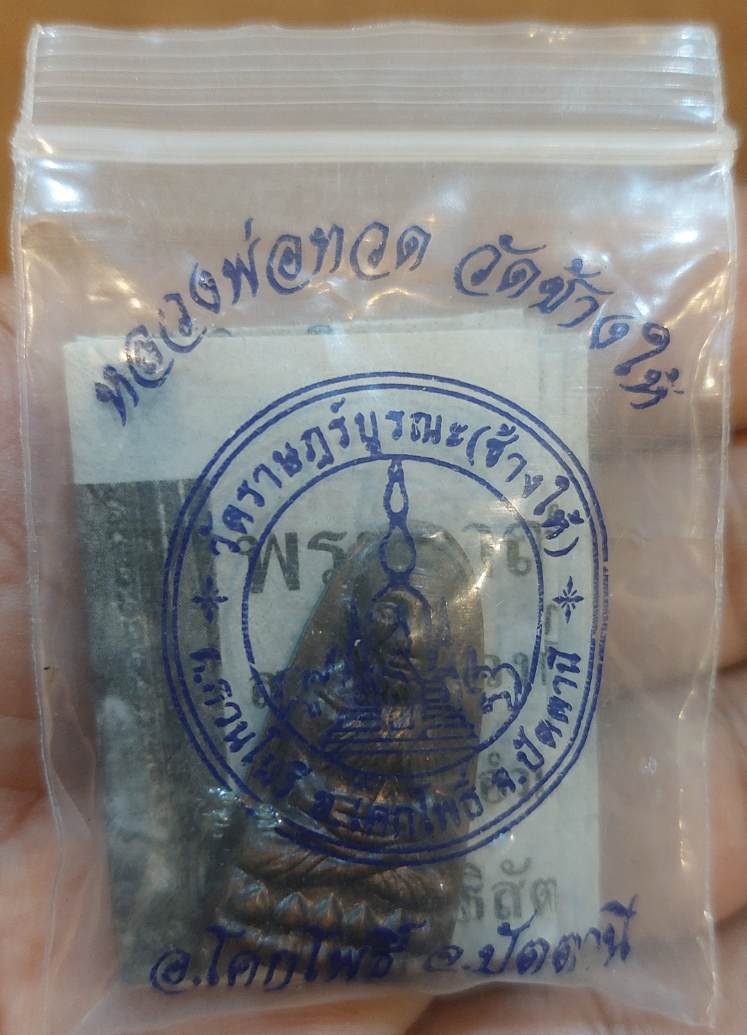 หลวงพ่อทวด วัดช้างให้
วัดราษฎร์บูรณะ(ช้างให้)
ต.ควนโนรี อ.โคกโพธิ์ จ.ปัตตานี
อ.โคกโพธิ์ จ.ปัตตานี